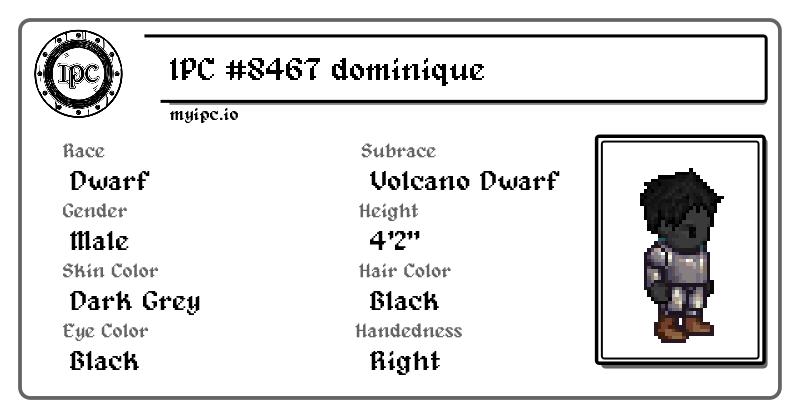 IPC
IPC #8467 dominique
myipc.io
Race
Dwarf
Subrace
Volcano Dwarf
Gender
Male
Height
4'2"
Skin Color
Dark Grey
Hair Color
Black
Eye Color
Black
Handedness
Right